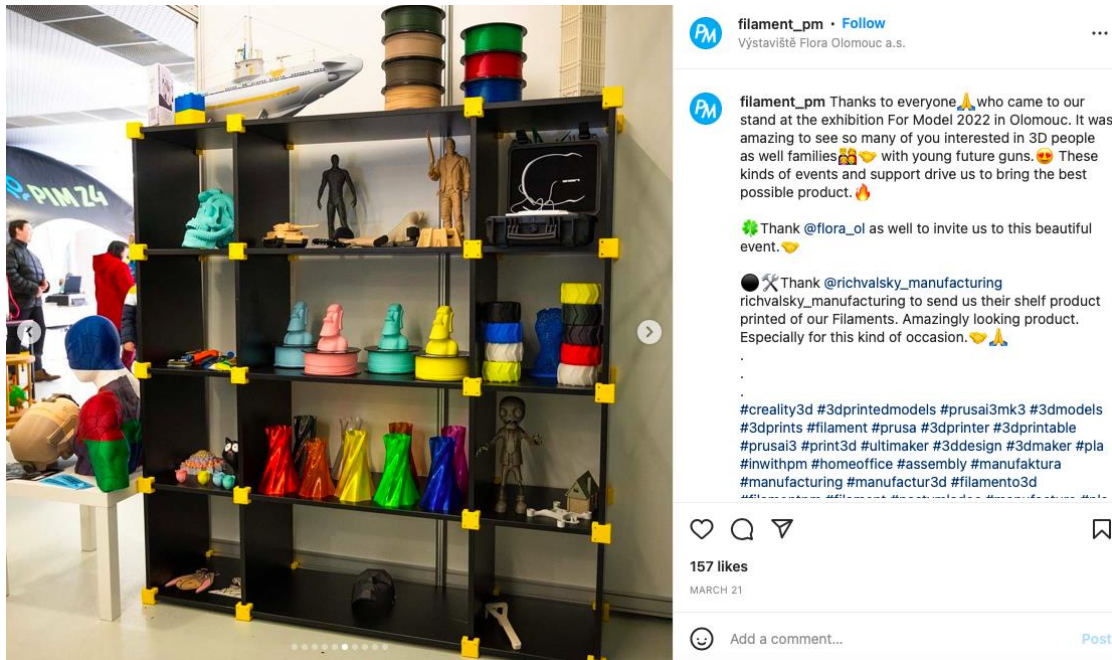 PIM 24
PM
filament_pm • Follow
Výstaviště Flora Olomouc a.s.
PM
filament_pm Thanks to everyone🙏who came to our
stand at the exhibition For Model 2022 in Olomouc. It was
amazing to see so many of you interested in 3D people
as well families👨‍👩‍👧‍👦🤝 with young future guns.😍 These
kinds of events and support drive us to bring the best
possible product.🔥
🍀Thank @flora_ol as well to invite us to this beautiful
event.🤝
⚫🛠Thank @richvalsky_manufacturing
richvalsky_manufacturing to send us their shelf product
printed of our Filaments. Amazingly looking product.
Especially for this kind of occasion.🤝🙏
.
.
.
#creality3d #3dprintedmodels #prusai3mk3 #3dmodels
#3dprints #filament #prusa #3dprinter #3dprintable
#prusai3 #print3d #ultimaker #3ddesign #3dmaker #pla
#inwithpm #homeoffice #assembly #manufaktura
#manufacturing #manufactur3d #filamento3d
157 likes
MARCH 21
Add a comment...
Post